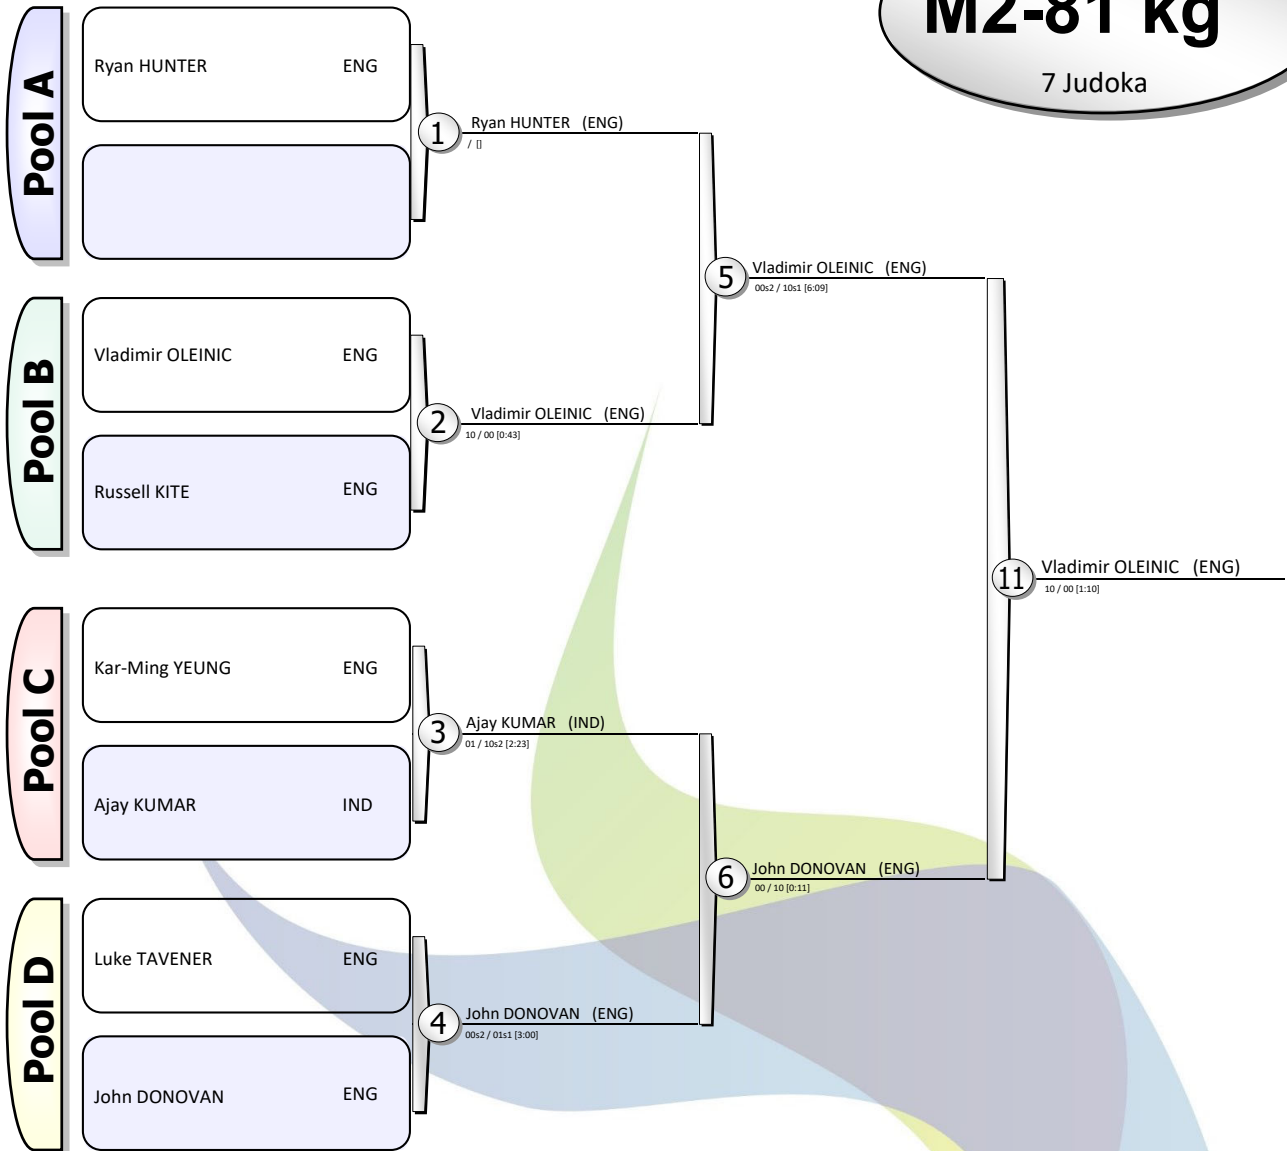 M2-81 kg
7 Judoka
Pool A
Ryan HUNTER ENG
1
Ryan HUNTER (ENG)
/ []
Pool B
Vladimir OLEINIC ENG
Russell KITE ENG
2
Vladimir OLEINIC (ENG)
10 / 00 [0:43]
5
Vladimir OLEINIC (ENG)
00s2 / 10s1 [6:09]
Pool C
Kar-Ming YEUNG ENG
Ajay KUMAR IND
3
Ajay KUMAR (IND)
01 / 10s2 [2:23]
Pool D
Luke TAVENER ENG
John DONOVAN ENG
4
John DONOVAN (ENG)
00s2 / 01s1 [3:00]
6
John DONOVAN (ENG)
00 / 10 [0:11]
11
Vladimir OLEINIC (ENG)
10 / 00 [1:10]